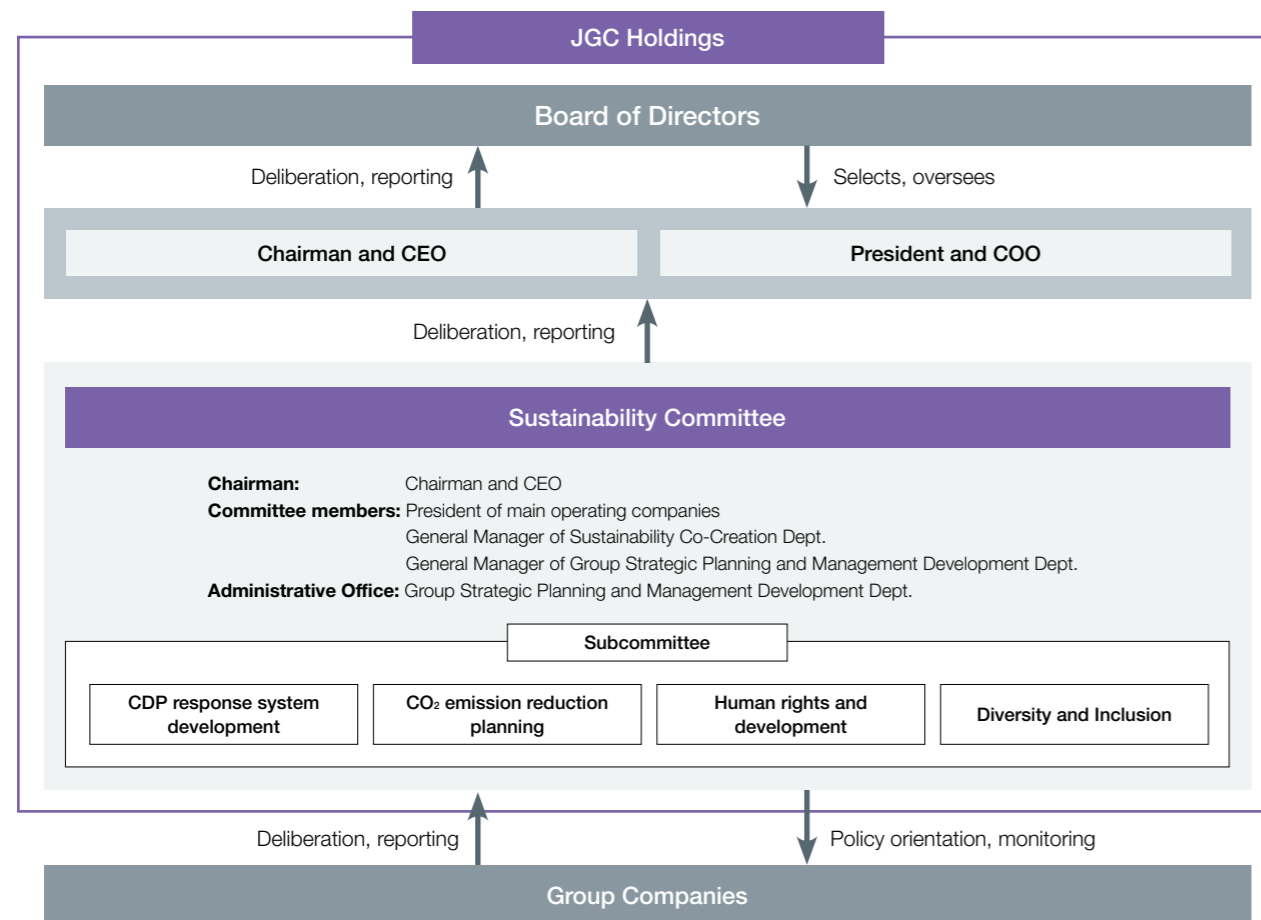 JGC Holdings
Board of Directors
Deliberation, reporting
Selects, oversees
Chairman and CEO
President and COO
Deliberation, reporting
Sustainability Committee
Chairman: Chairman and CEO
Committee members: President of main operating companies
General Manager of Sustainability Co-Creation Dept.
General Manager of Group Strategic Planning and Management Development Dept.
Administrative Office: Group Strategic Planning and Management Development Dept.
Subcommittee
CDP response system
development
CO₂ emission reduction
planning
Human rights and
development
Diversity and Inclusion
Deliberation, reporting
Policy orientation, monitoring
Group Companies